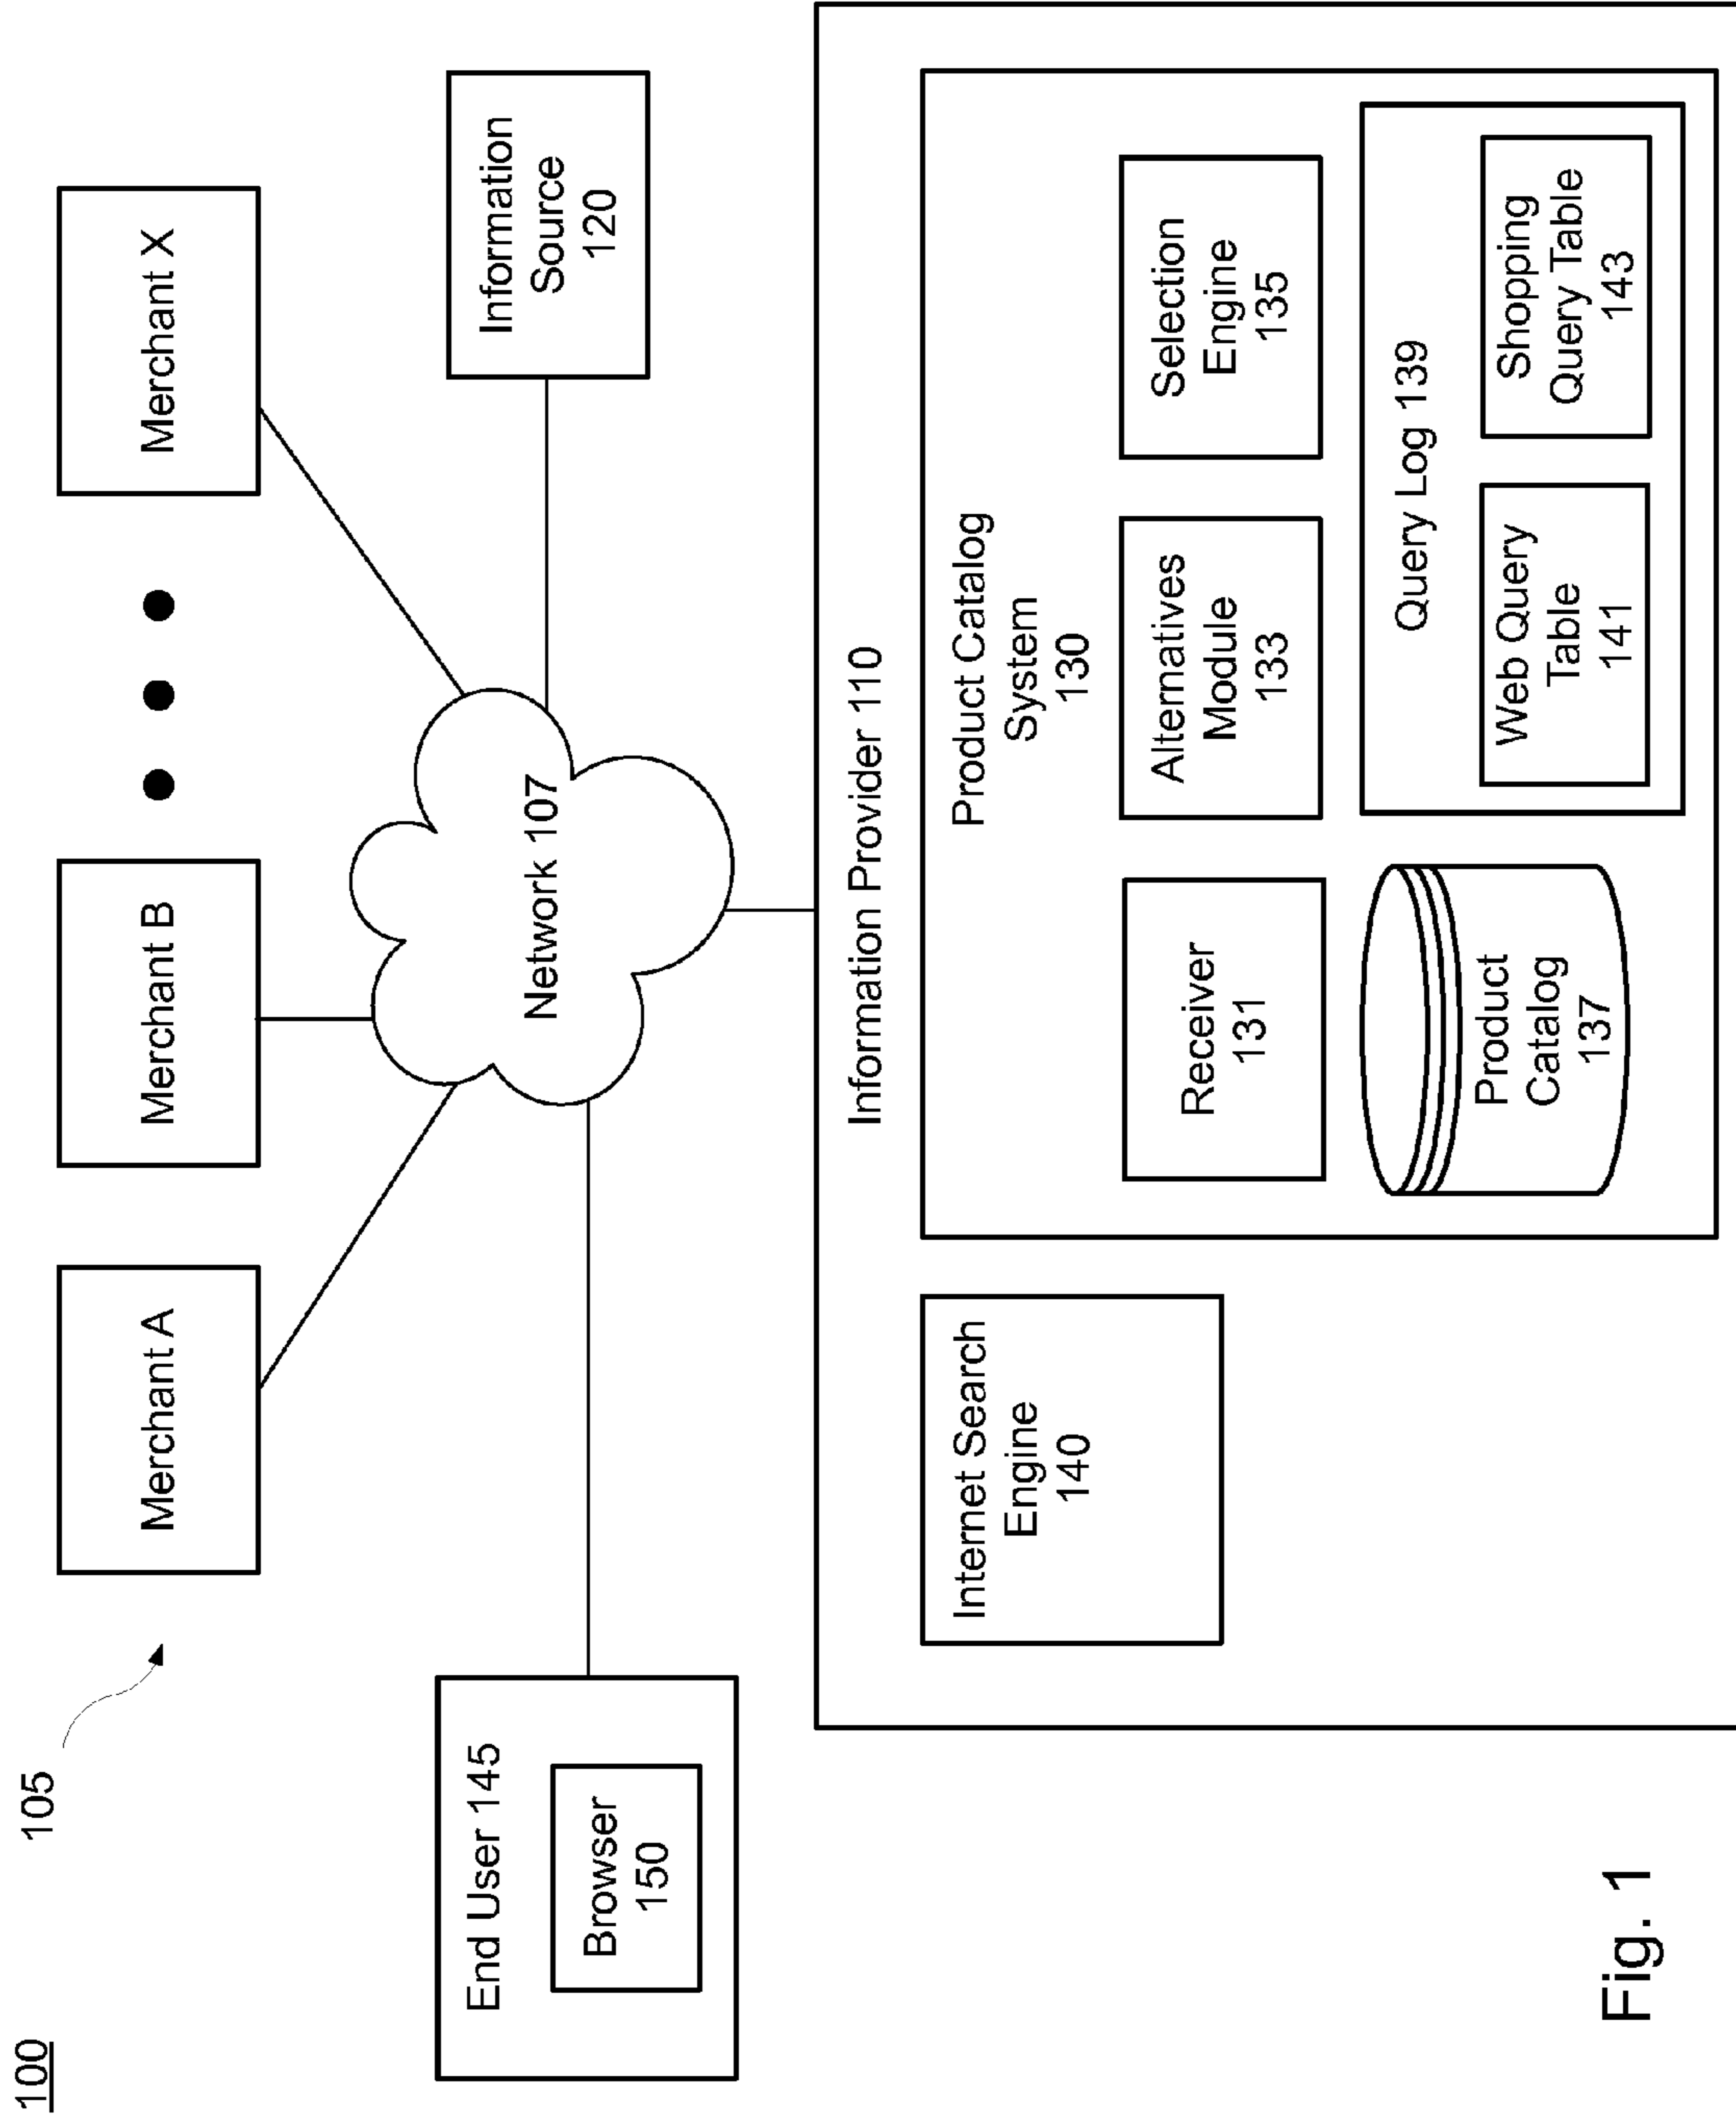 100
105
Merchant A
Merchant B
Merchant X
End User 145
Browser
150
Network 107
Information
Source
120
Information Provider 110
Internet Search
Engine
140
Product Catalog
System
130
Receiver
131
Alternatives
Module
133
Selection
Engine
135
Product
Catalog
137
Query Log 139
Web Query
Table
141
Shopping
Query Table
143
Fig. 1